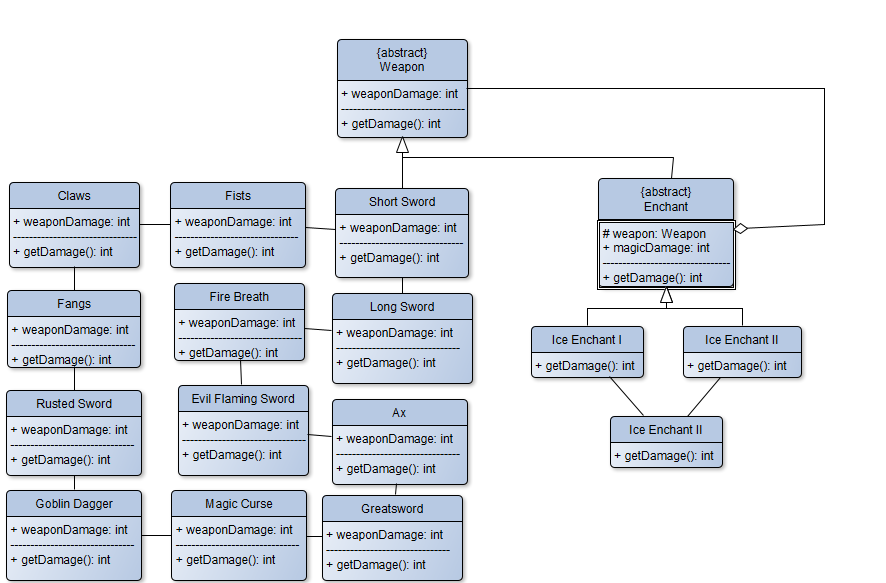 {abstract}
Weapon
+ weaponDamage: int
+ getDamage(): int
{abstract}
Enchant
# weapon: Weapon
+ magicDamage: int
+ getDamage(): int
Claws
+ weaponDamage: int
+ getDamage(): int
Fists
+ weaponDamage: int
+ getDamage(): int
Short Sword
+ weaponDamage: int
+ getDamage(): int
Fangs
+ weaponDamage: int
+ getDamage(): int
Fire Breath
+ weaponDamage: int
+ getDamage(): int
Long Sword
+ weaponDamage: int
+ getDamage(): int
Ice Enchant I
+ getDamage(): int
Ice Enchant II
+ getDamage(): int
Rusted Sword
+ weaponDamage: int
+ getDamage(): int
Evil Flaming Sword
+ weaponDamage: int
+ getDamage(): int
Ax
+ weaponDamage: int
+ getDamage(): int
Ice Enchant II
+ getDamage(): int
Goblin Dagger
+ weaponDamage: int
+ getDamage(): int
Magic Curse
+ weaponDamage: int
+ getDamage(): int
Greatsword
+ weaponDamage: int
+ getDamage(): int